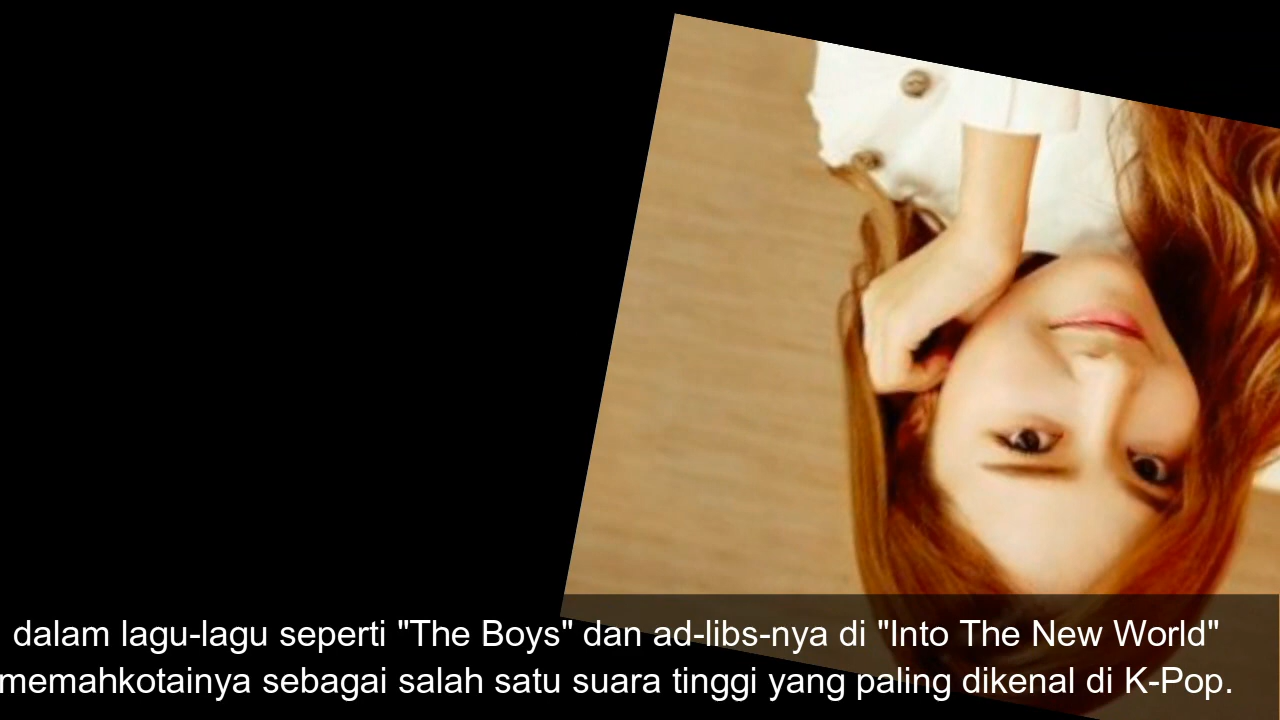 dalam lagu-lagu seperti "The Boys" dan ad-libs-nya di "Into The New World"
memahkotainya sebagai salah satu suara tinggi yang paling dikenal di K-Pop.